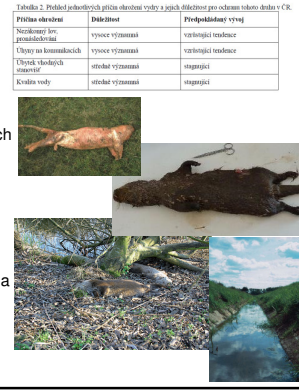 Tabulka 2. Přehled jednotlivých příčin ohrožení vydry a jejich důležitost pro ochranu tohoto druhu v ČR.
Příčina ohrožení Důležitost Předpokládaný vývoj
Nezákonný lov, pronásledování vysoce významná vzrůstající tendence
Úhyny na komunikacích vysoce významná vzrůstající tendence
Úbytek vhodných stanovišť středně významná stagnující
Kvalita vody středně významná stagnující
ch
a